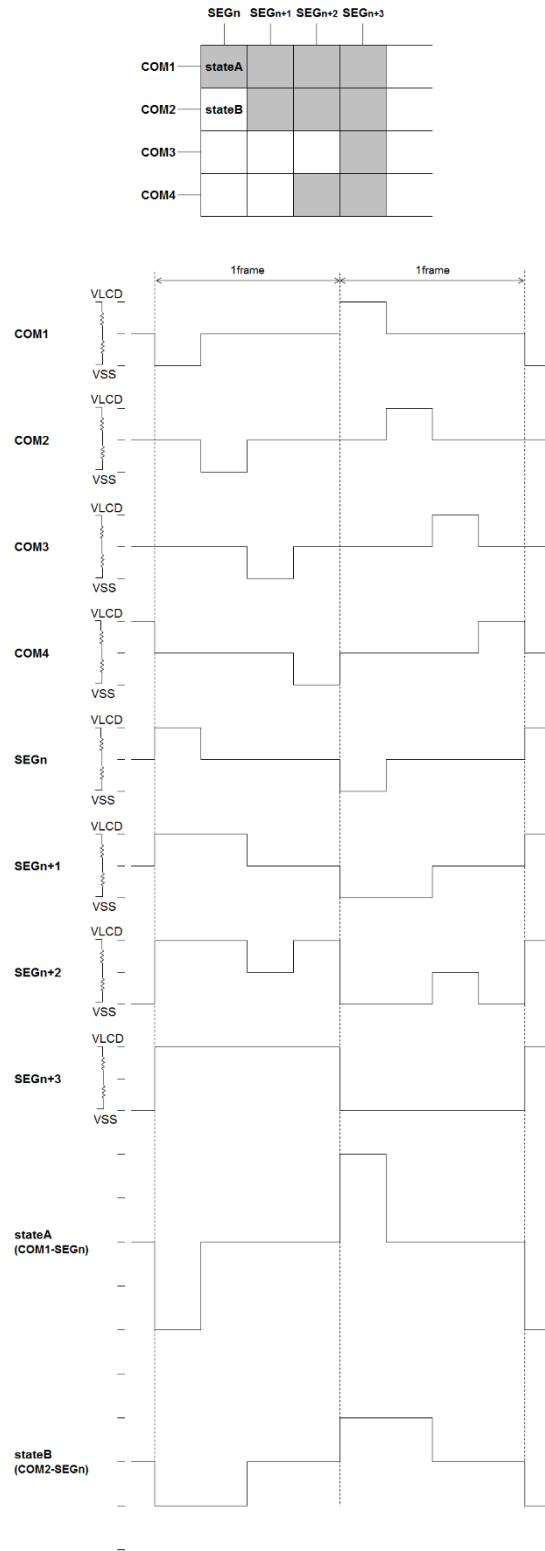 SEGn SEGn+1 SEGn+2 SEGn+3
COM1 stateA
COM2 stateB
COM3
COM4
1frame 1frame
VLCD
COM1
VSS
VLCD
COM2
VSS
VLCD
COM3
VSS
VLCD
COM4
VSS
VLCD
SEGn
VSS
VLCD
SEGn+1
VSS
VLCD
SEGn+2
VSS
VLCD
SEGn+3
VSS
stateA
(COM1-SEGn)
stateB
(COM2-SEGn)